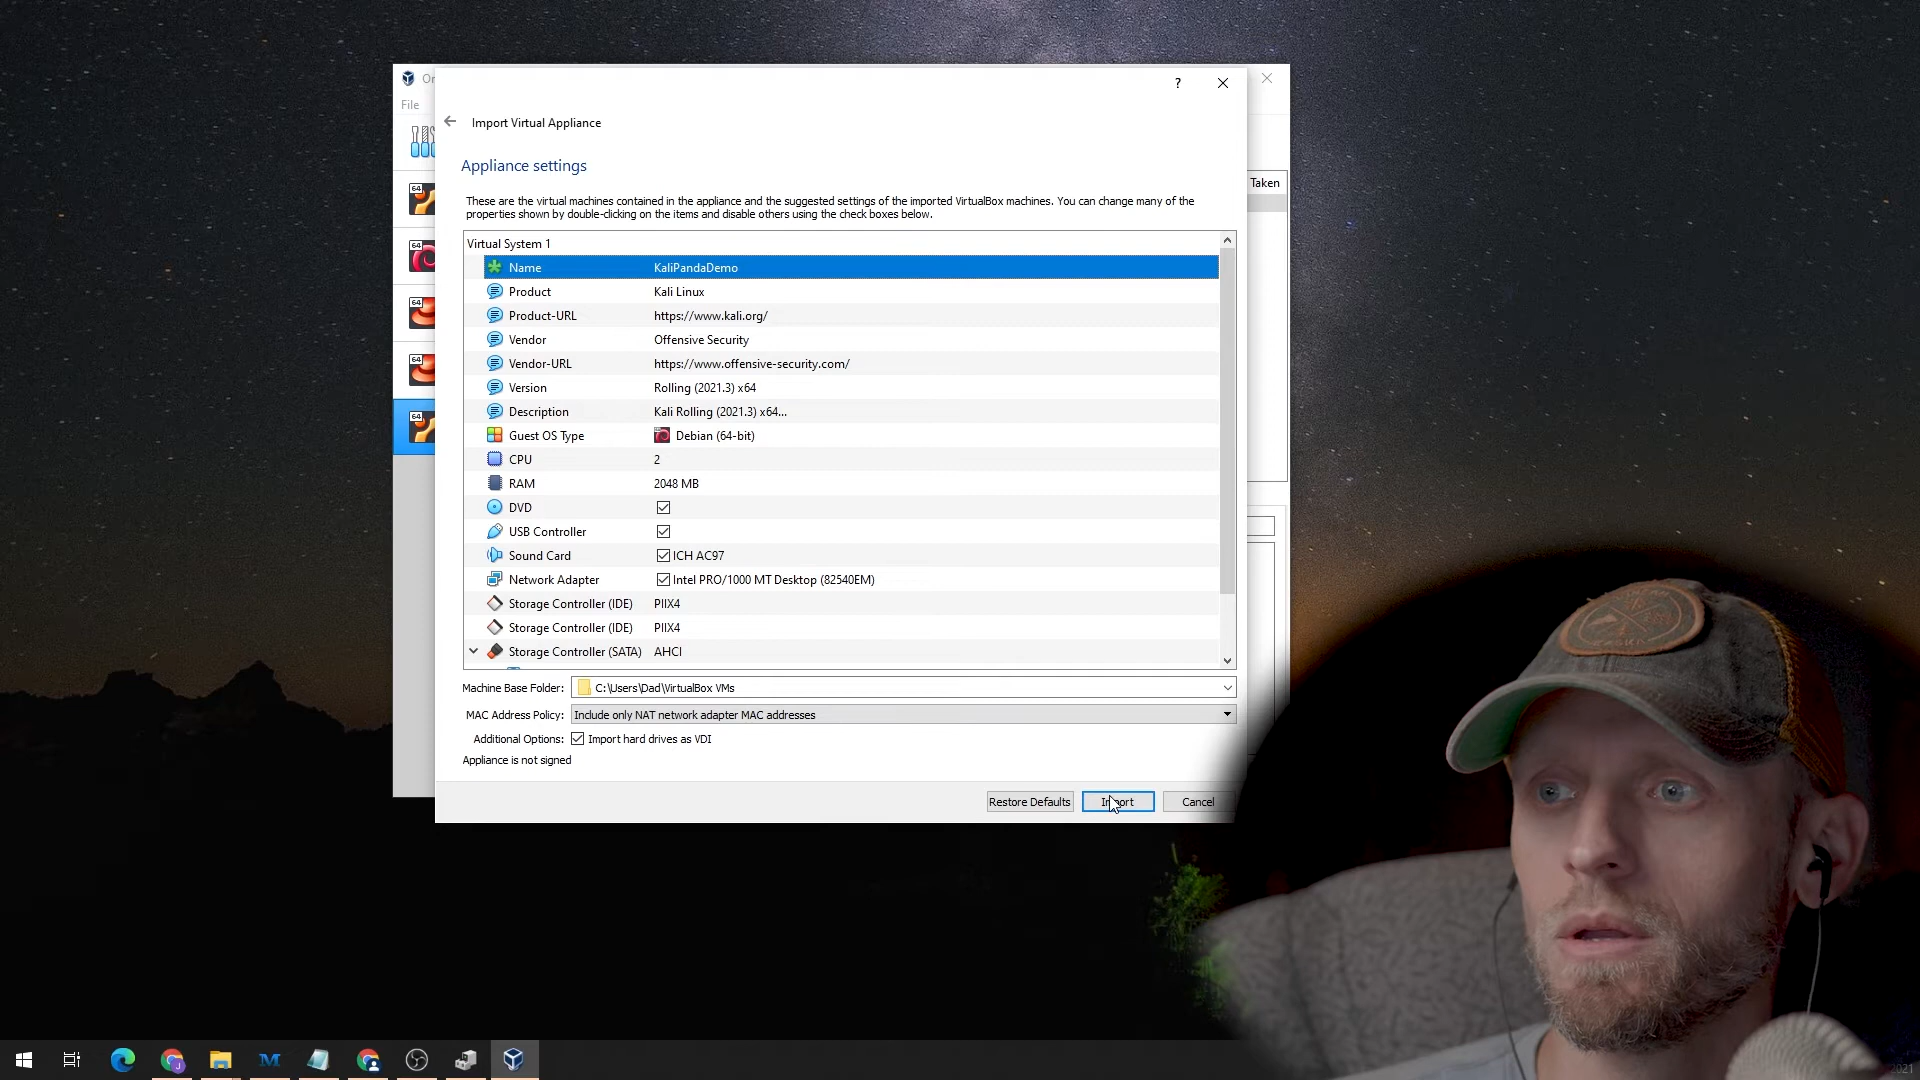 Or
?
File
Import Virtual Appliance
Appliance settings
Taken
These are the virtual machines contained in the appliance and the suggested settings of the imported VirtualBox machines. You can change many of the
properties shown by double-clicking on the items and disable others using the check boxes below.
Virtual System 1
Name KaliPandaDemo
Product Kali Linux
Product-URL https://www.kali.org/
Vendor Offensive Security
Vendor-URL https://www.offensive-security.com/
Version Rolling (2021.3) x64
Description Kali Rolling (2021.3) x64...
Guest OS Type Debian (64-bit)
CPU 2
RAM 2048 MB
DVD
USB Controller
Sound Card ICH AC97
Network Adapter Intel PRO/1000 MT Desktop (82540EM)
Storage Controller (IDE) PIIX4
Storage Controller (IDE) PIIX4
Storage Controller (SATA) AHCI
64
64
64
64
64
Machine Base Folder: C:\Users\Dad\VirtualBox VMs
MAC Address Policy: Include only NAT network adapter MAC addresses
Additional Options: Import hard drives as VDI
Appliance is not signed
Restore Defaults Import Cancel
2021